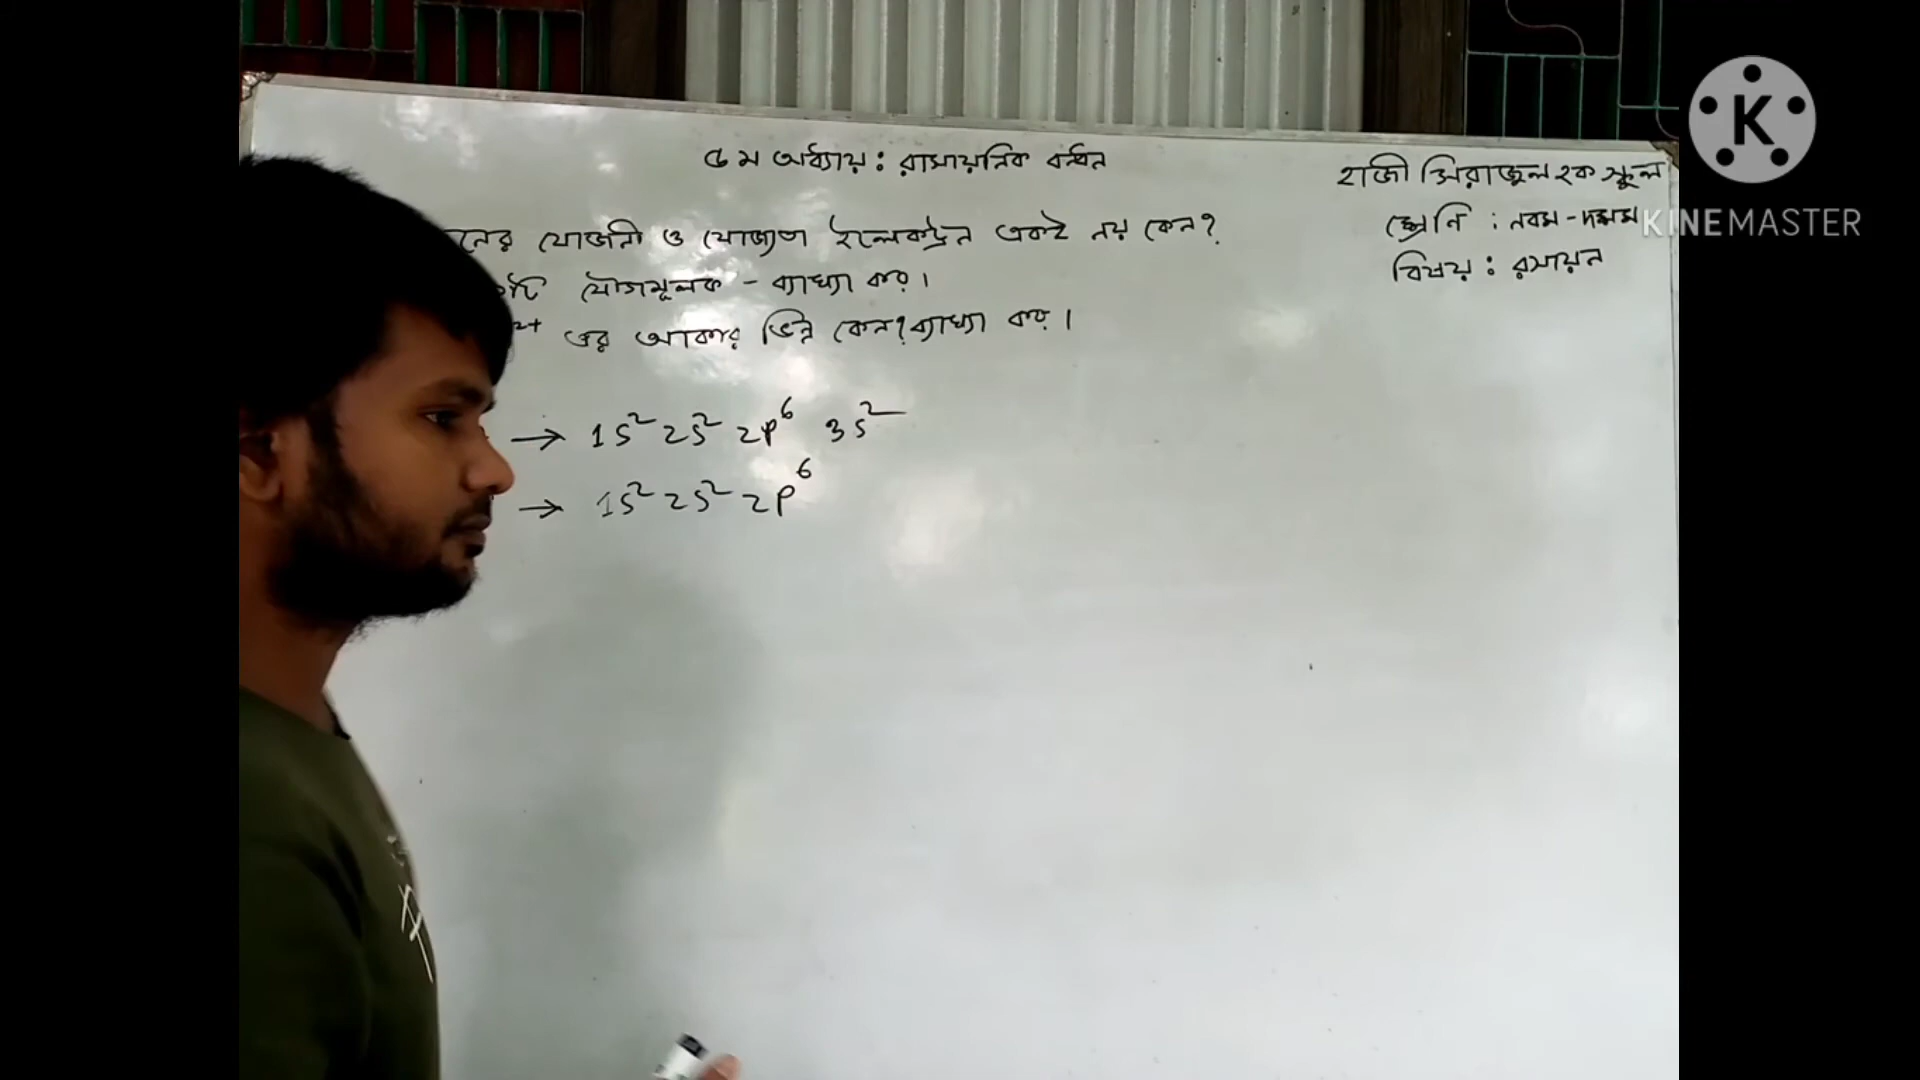 ৫ম অধ্যায়: রাসায়নিক বন্ধন
হাজী সিরাজুল হক স্কুল
শ্রেনি: নবম-দশম
বিষয়: রসায়ন
নের যোজনী ও যোজ্যতা ইলেকট্রন একই নয় কেন?
টি যৌগমূলক - ব্যাখ্যা কর।
2+ এর আকার ভিন্ন কেন? ব্যাখ্যা কর।
→ 1s² 2s² 2p⁶ 3s²
→ 1s² 2s² 2p⁶
K
KINEMASTER